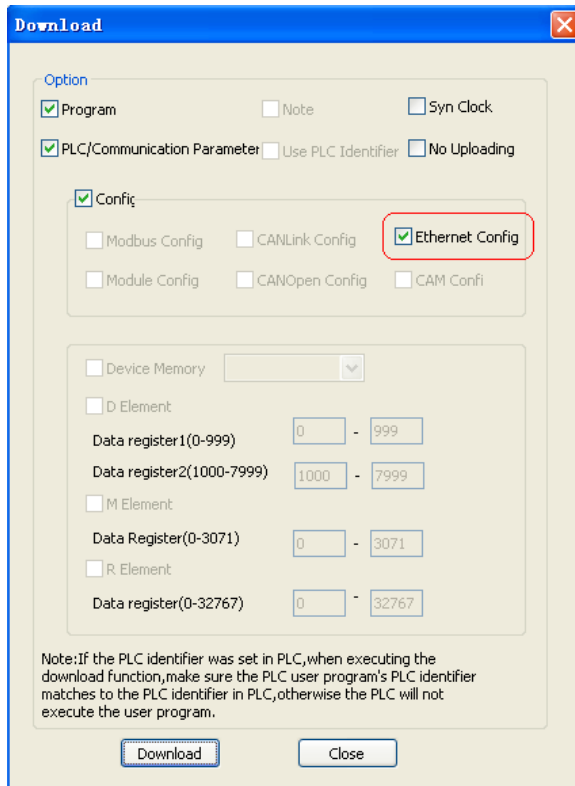 Download
Option
Program Note Syn Clock
PLC/Communication Parameter Use PLC Identifier No Uploading
Config
Modbus Config CANLink Config Ethernet Config
Module Config CANOpen Config CAM Confi
Device Memory
D Element
Data register1(0-999) 0 - 999
Data register2(1000-7999) 1000 - 7999
M Element
Data Register(0-3071) 0 - 3071
R Element
Data register(0-32767) 0 - 32767
Note:If the PLC identifier was set in PLC,when executing the
download function,make sure the PLC user program's PLC identifier
matches to the PLC identifier in PLC,otherwise the PLC will not
execute the user program.
Download Close